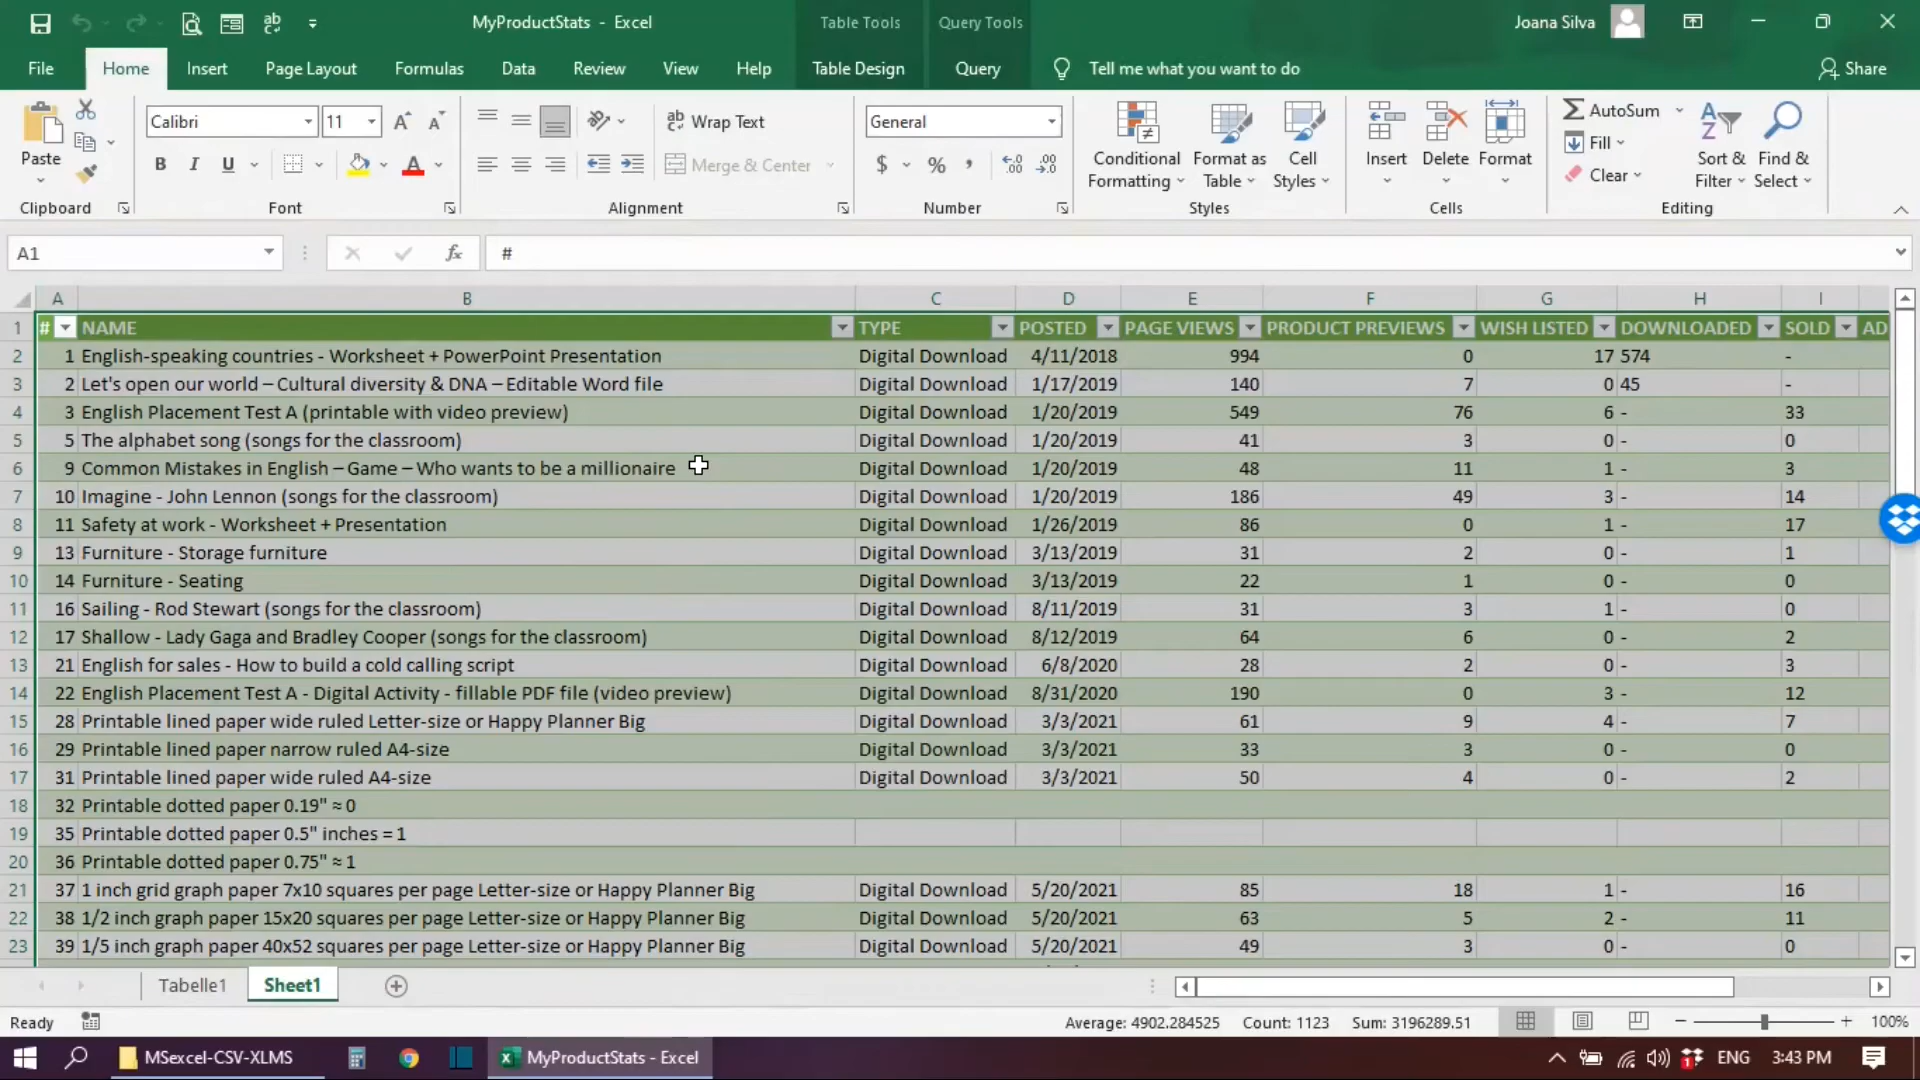 MyProductStats - Excel
Table Tools
Query Tools
Joana Silva
File
Home
Insert
Page Layout
Formulas
Data
Review
View
Help
Table Design
Query
Tell me what you want to do
Share
Paste
Calibri
11
Wrap Text
Merge & Center
General
Conditional Formatting
Format as Table
Cell Styles
Insert
Delete
Format
AutoSum
Fill
Clear
Sort & Filter
Find & Select
Clipboard
Font
Alignment
Number
Styles
Cells
Editing
A1
#
A B C D E F G H I
1 # NAME TYPE POSTED PAGE VIEWS PRODUCT PREVIEWS WISH LISTED DOWNLOADED SOLD AD
2 1 English-speaking countries - Worksheet + PowerPoint Presentation Digital Download 4/11/2018 994 0 17 574 -
3 2 Let's open our world – Cultural diversity & DNA – Editable Word file Digital Download 1/17/2019 140 7 0 45 -
4 3 English Placement Test A (printable with video preview) Digital Download 1/20/2019 549 76 6 - 33
5 5 The alphabet song (songs for the classroom) Digital Download 1/20/2019 41 3 0 - 0
6 9 Common Mistakes in English – Game – Who wants to be a millionaire Digital Download 1/20/2019 48 11 1 - 3
7 10 Imagine - John Lennon (songs for the classroom) Digital Download 1/20/2019 186 49 3 - 14
8 11 Safety at work - Worksheet + Presentation Digital Download 1/26/2019 86 0 1 - 17
9 13 Furniture - Storage furniture Digital Download 3/13/2019 31 2 0 - 1
10 14 Furniture - Seating Digital Download 3/13/2019 22 1 0 - 0
11 16 Sailing - Rod Stewart (songs for the classroom) Digital Download 8/11/2019 31 3 1 - 0
12 17 Shallow - Lady Gaga and Bradley Cooper (songs for the classroom) Digital Download 8/12/2019 64 6 0 - 2
13 21 English for sales - How to build a cold calling script Digital Download 6/8/2020 28 2 0 - 3
14 22 English Placement Test A - Digital Activity - fillable PDF file (video preview) Digital Download 8/31/2020 190 0 3 - 12
15 28 Printable lined paper wide ruled Letter-size or Happy Planner Big Digital Download 3/3/2021 61 9 4 - 7
16 29 Printable lined paper narrow ruled A4-size Digital Download 3/3/2021 33 3 0 - 0
17 31 Printable lined paper wide ruled A4-size Digital Download 3/3/2021 50 4 0 - 2
18 32 Printable dotted paper 0.19" ≈ 0
19 35 Printable dotted paper 0.5" inches = 1
20 36 Printable dotted paper 0.75" ≈ 1
21 37 1 inch grid graph paper 7x10 squares per page Letter-size or Happy Planner Big Digital Download 5/20/2021 85 18 1 - 16
22 38 1/2 inch graph paper 15x20 squares per page Letter-size or Happy Planner Big Digital Download 5/20/2021 63 5 2 - 11
23 39 1/5 inch graph paper 40x52 squares per page Letter-size or Happy Planner Big Digital Download 5/20/2021 49 3 0 - 0
Tabelle1
Sheet1
Ready
Average: 4902.284525
Count: 1123
Sum: 3196289.51
100%
MSexcel-CSV-XLMS
MyProductStats - Excel
ENG
3:43 PM